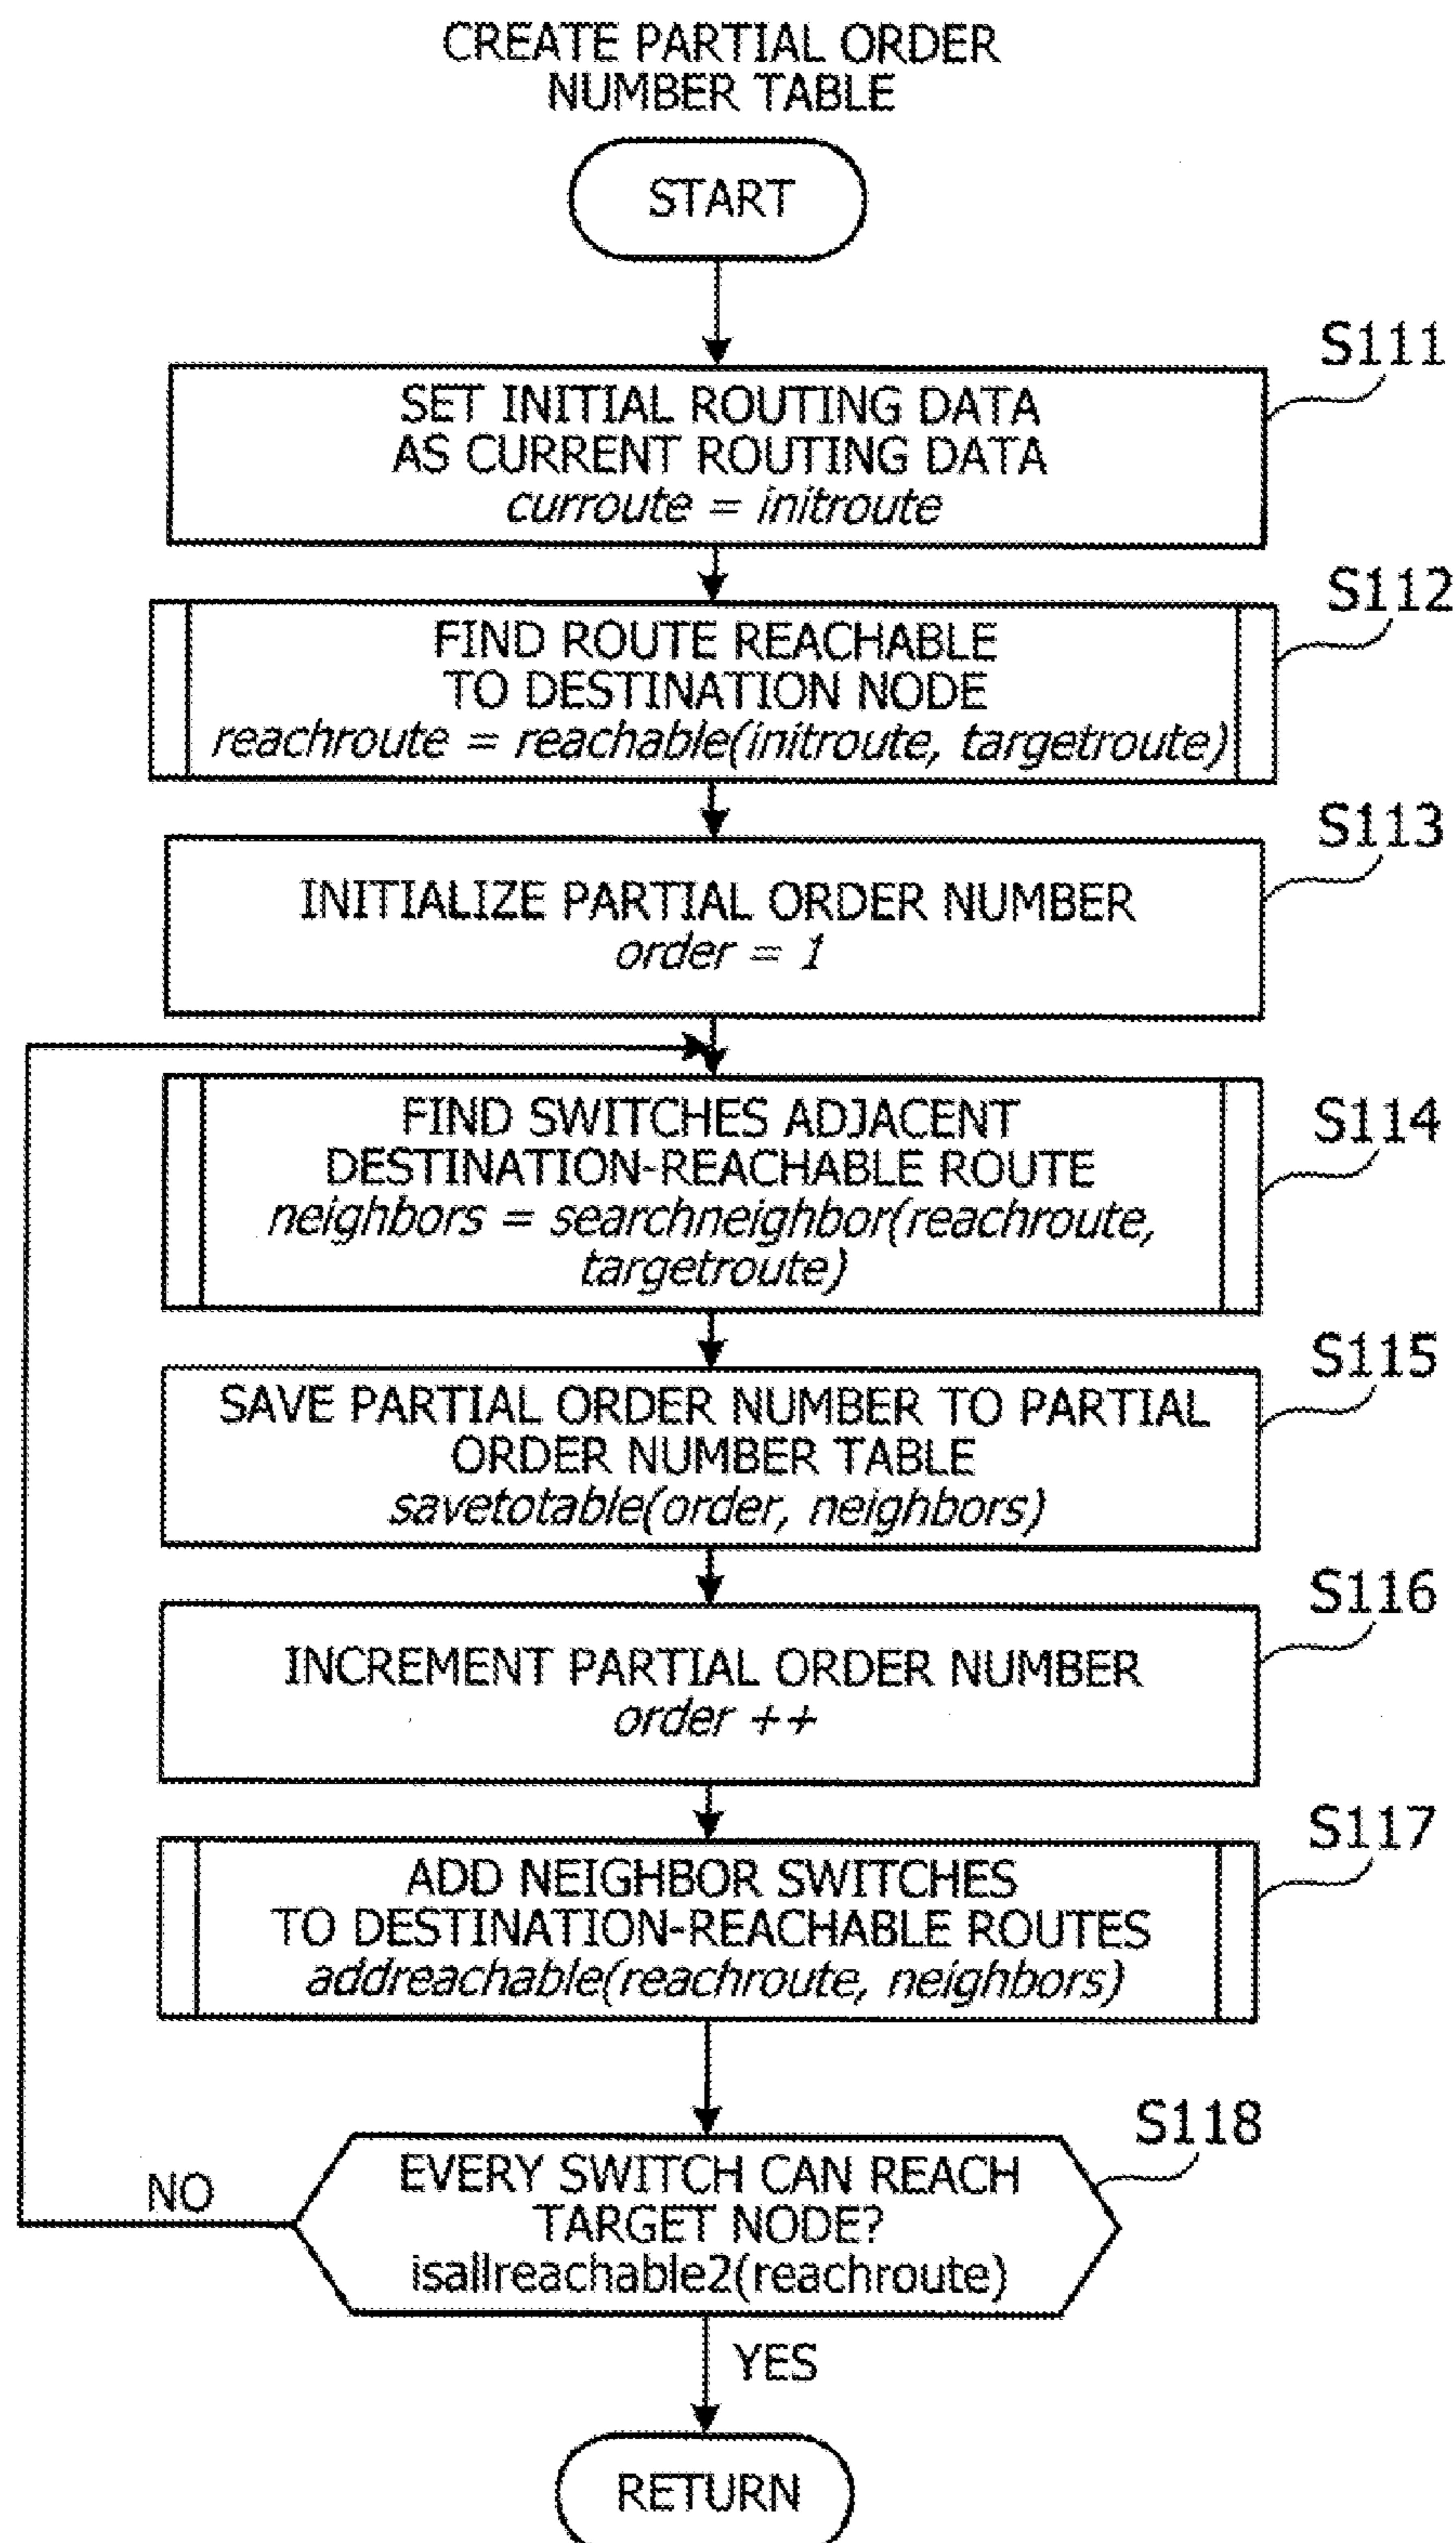 CREATE PARTIAL ORDER
NUMBER TABLE
START
S111
SET INITIAL ROUTING DATA
AS CURRENT ROUTING DATA
curroute = initroute
S112
FIND ROUTE REACHABLE
TO DESTINATION NODE
reachroute = reachable(initroute, targetroute)
S113
INITIALIZE PARTIAL ORDER NUMBER
order = 1
S114
FIND SWITCHES ADJACENT
DESTINATION-REACHABLE ROUTE
neighbors = searchneighbor(reachroute,
targetroute)
S115
SAVE PARTIAL ORDER NUMBER TO PARTIAL
ORDER NUMBER TABLE
savetotable(order, neighbors)
S116
INCREMENT PARTIAL ORDER NUMBER
order ++
S117
ADD NEIGHBOR SWITCHES
TO DESTINATION-REACHABLE ROUTES
addreachable(reachroute, neighbors)
S118
EVERY SWITCH CAN REACH
TARGET NODE?
isallreachable2(reachroute)
NO
YES
RETURN